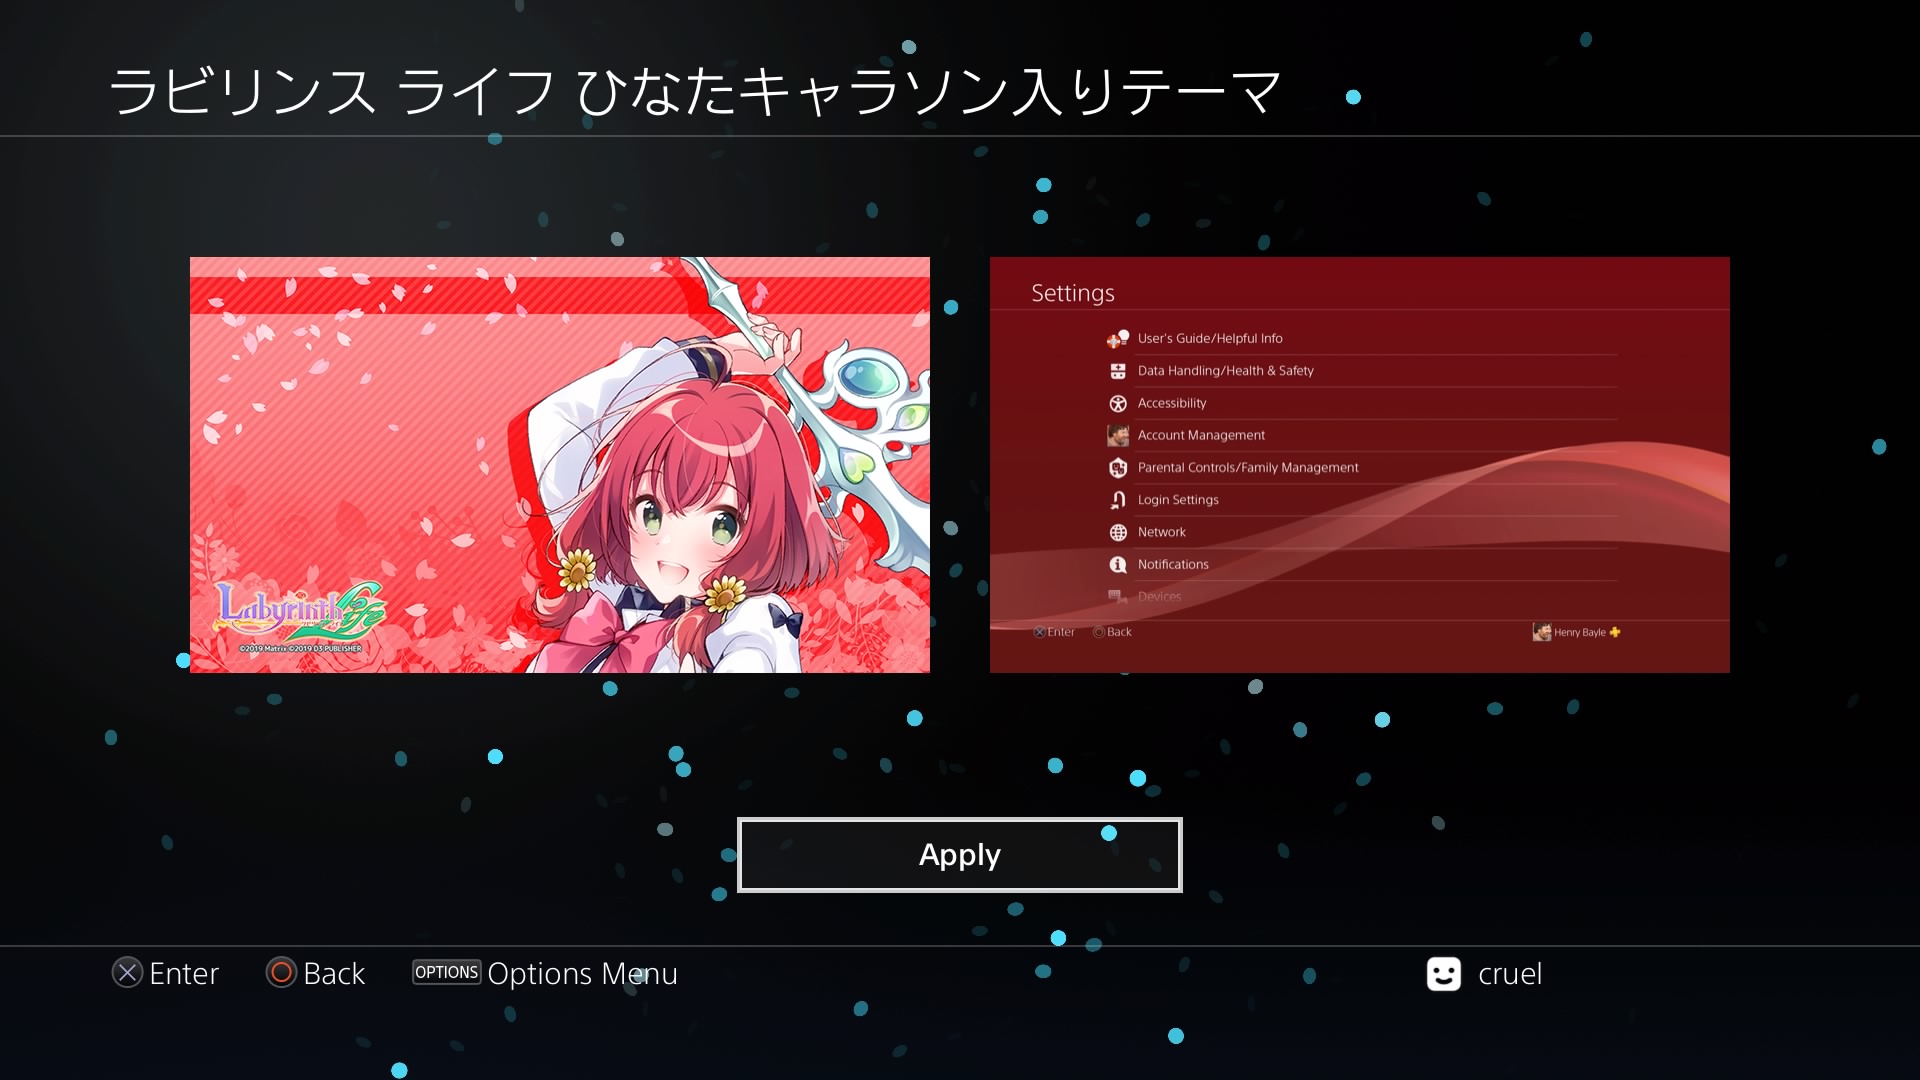 ラビリンス ライフ ひなたキャラソン入りテーマ
Labyrinth Life
©2019 Matrix ©2019 D3 PUBLISHER
Settings
User's Guide/Helpful Info
Data Handling/Health & Safety
Accessibility
Account Management
Parental Controls/Family Management
Login Settings
Network
Notifications
Devices
Enter Back
Henry Bayle
Apply
Enter Back OPTIONS Options Menu
cruel